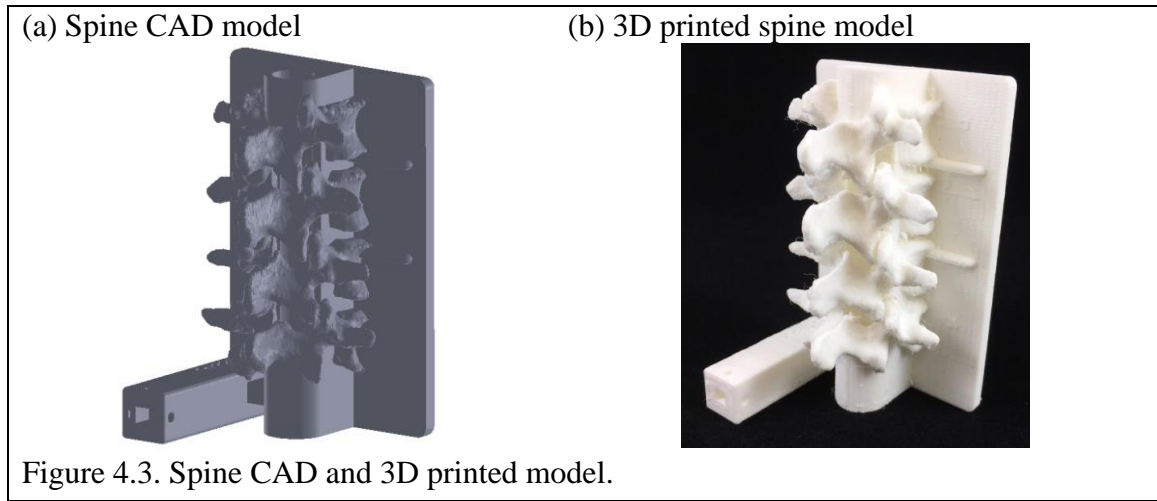 (a) Spine CAD model
(b) 3D printed spine model
Figure 4.3. Spine CAD and 3D printed model.